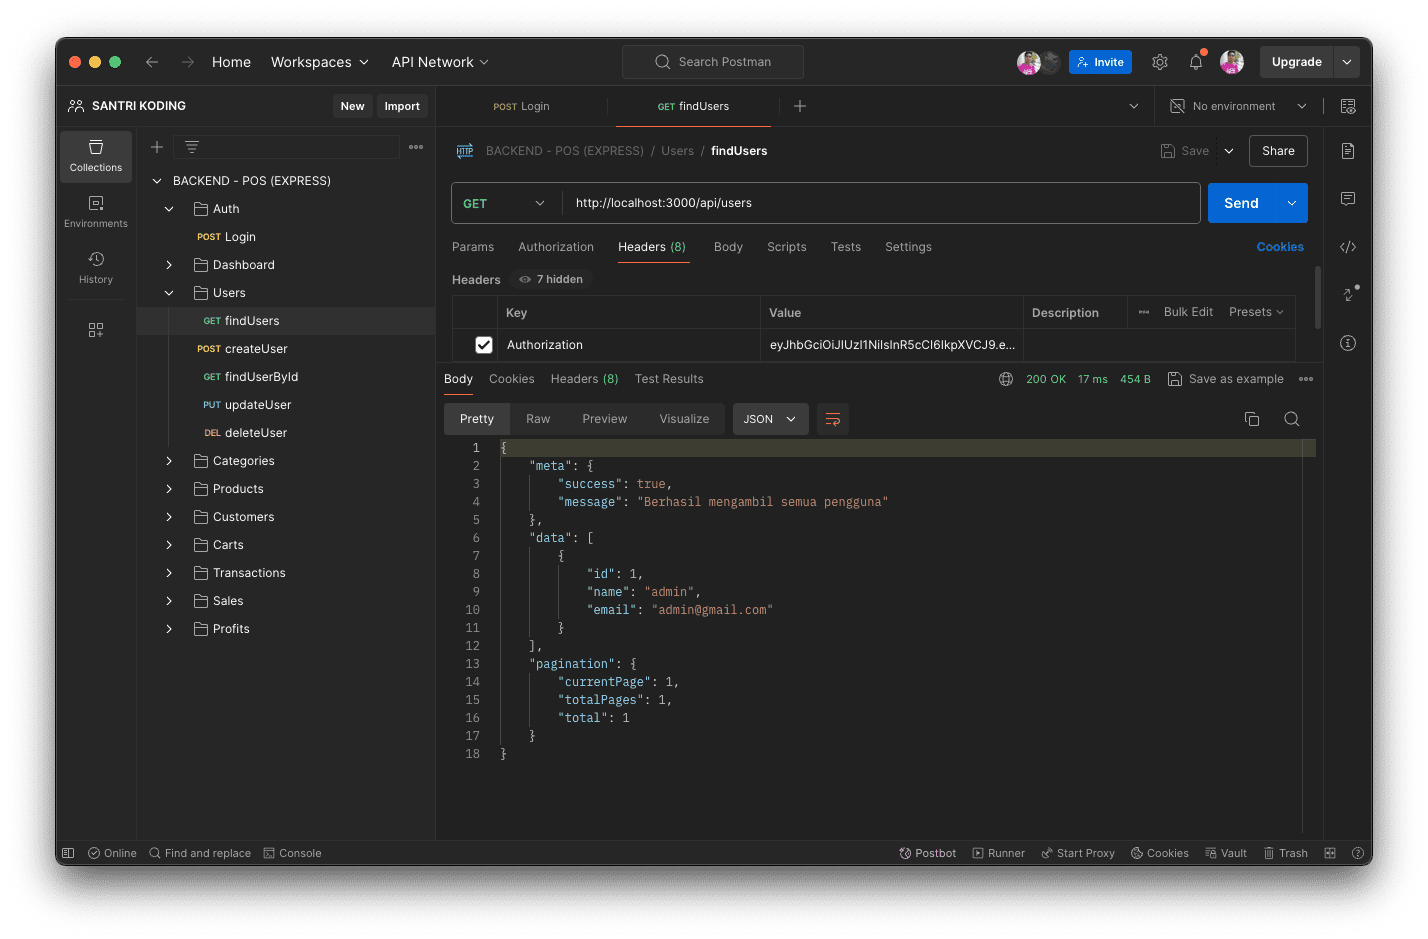 Home Workspaces API Network Search Postman Invite Upgrade
SANTRI KODING New Import
POST Login GET findUsers No environment
Collections
Environments
History
BACKEND - POS (EXPRESS)
Auth
POST Login
Dashboard
Users
GET findUsers
POST createUser
GET findUserById
PUT updateUser
DEL deleteUser
Categories
Products
Customers
Carts
Transactions
Sales
Profits
HTTP BACKEND - POS (EXPRESS) / Users / findUsers Save Share
GET http://localhost:3000/api/users Send
Params Authorization Headers (8) Body Scripts Tests Settings Cookies
Headers 7 hidden
Key Value Description Bulk Edit Presets
Authorization eyJhbGciOiJIUzI1NiIsInR5cCI6IkpXVCJ9.e...
Body Cookies Headers (8) Test Results 200 OK 17 ms 454 B Save as example
Pretty Raw Preview Visualize JSON
1 {
2 "meta": {
3 "success": true,
4 "message": "Berhasil mengambil semua pengguna"
5 },
6 "data": [
7 {
8 "id": 1,
9 "name": "admin",
10 "email": "admin@gmail.com"
11 }
12 ],
13 "pagination": {
14 "currentPage": 1,
15 "totalPages": 1,
16 "total": 1
17 }
18 }
Online Find and replace Console Postbot Runner Start Proxy Cookies Vault Trash